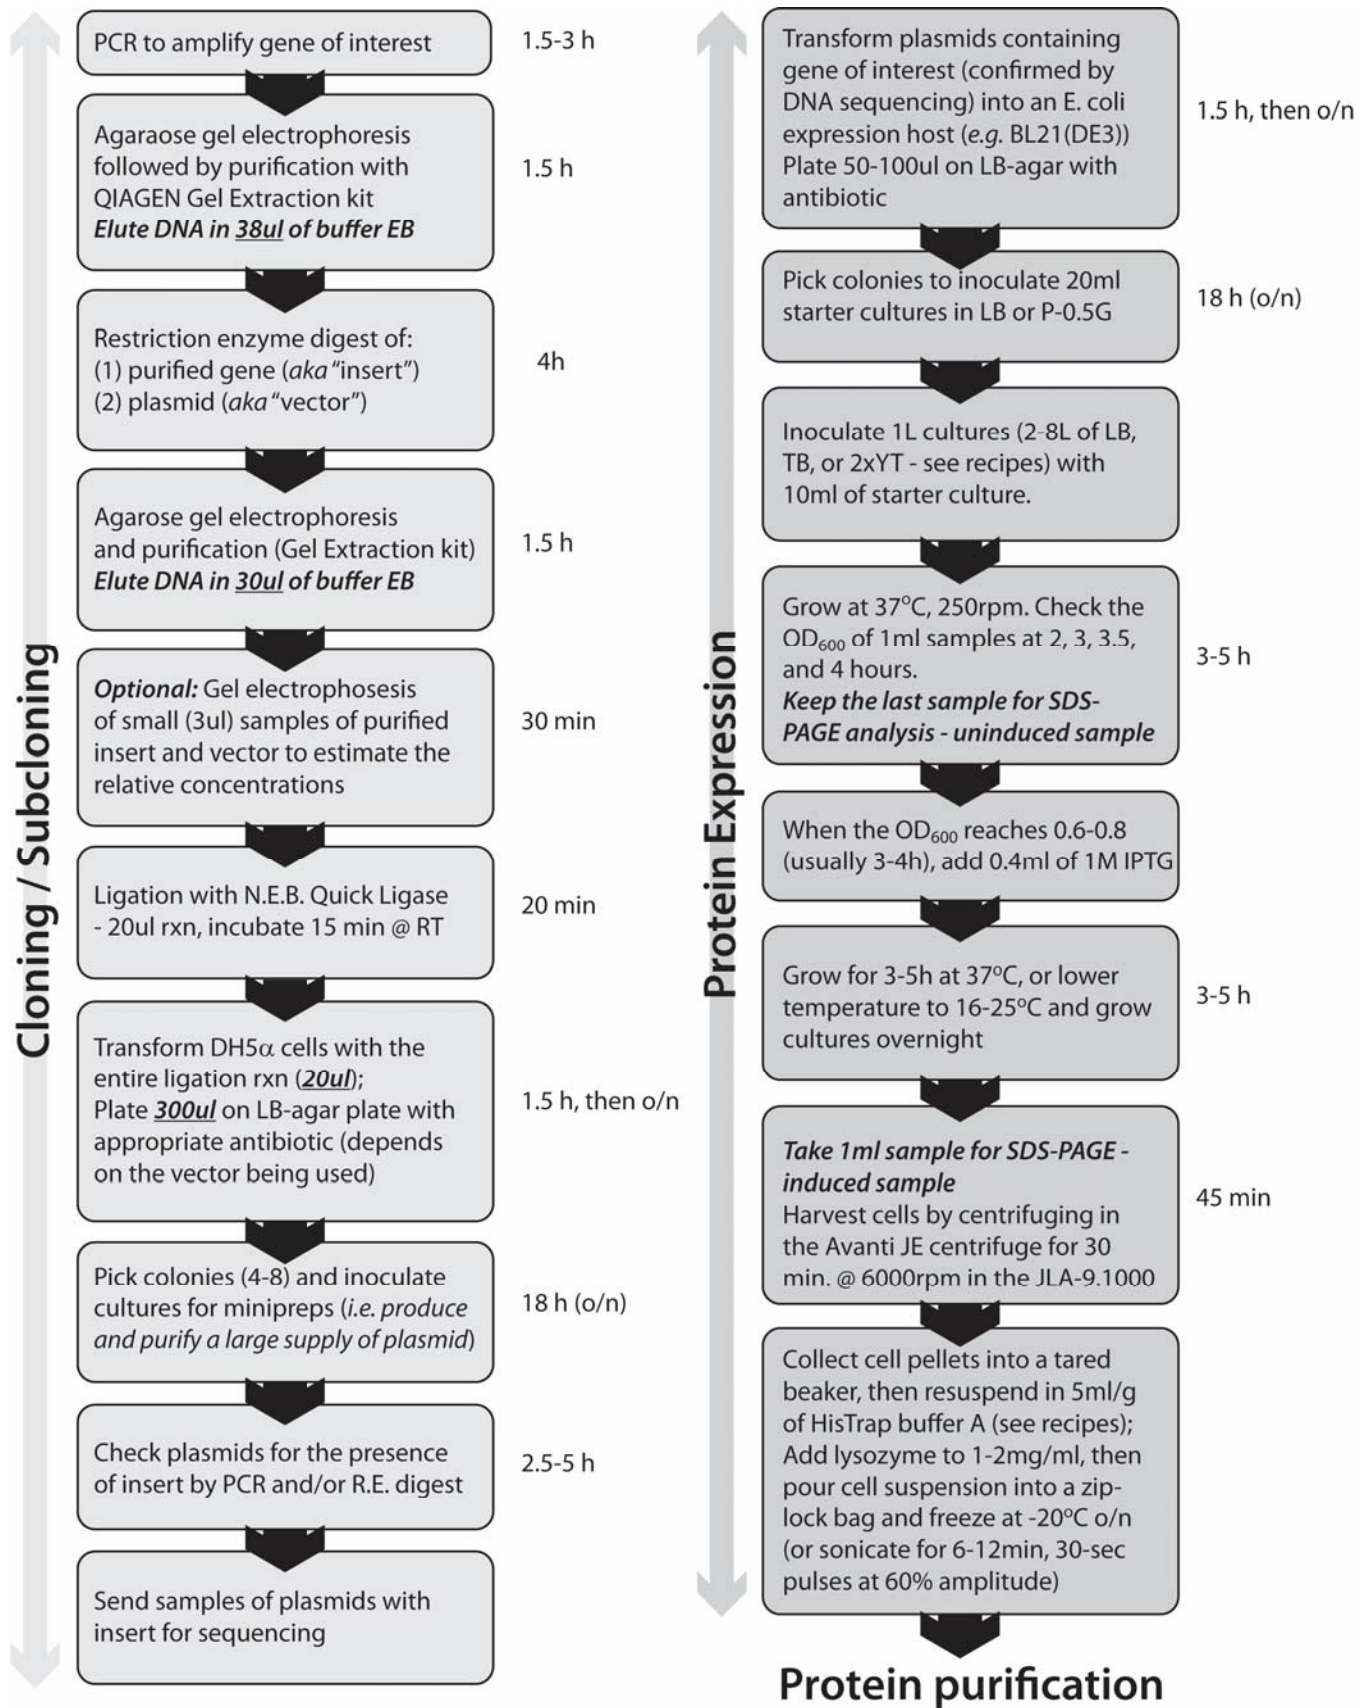 Cloning / Subcloning
PCR to amplify gene of interest
1.5-3 h
Agaraose gel electrophoresis
followed by purification with
QIAGEN Gel Extraction kit
Elute DNA in 38ul of buffer EB
1.5 h
Restriction enzyme digest of:
(1) purified gene (aka “insert”)
(2) plasmid (aka “vector”)
4h
Agarose gel electrophoresis
and purification (Gel Extraction kit)
Elute DNA in 30ul of buffer EB
1.5 h
Optional: Gel electrophosesis
of small (3ul) samples of purified
insert and vector to estimate the
relative concentrations
30 min
Ligation with N.E.B. Quick Ligase
- 20ul rxn, incubate 15 min @ RT
20 min
Transform DH5α cells with the
entire ligation rxn (20ul);
Plate 300ul on LB-agar plate with
appropriate antibiotic (depends
on the vector being used)
1.5 h, then o/n
Pick colonies (4-8) and inoculate
cultures for minipreps (i.e. produce
and purify a large supply of plasmid)
18 h (o/n)
Check plasmids for the presence
of insert by PCR and/or R.E. digest
2.5-5 h
Send samples of plasmids with
insert for sequencing
Protein Expression
Transform plasmids containing
gene of interest (confirmed by
DNA sequencing) into an E. coli
expression host (e.g. BL21(DE3))
Plate 50-100ul on LB-agar with
antibiotic
1.5 h, then o/n
Pick colonies to inoculate 20ml
starter cultures in LB or P-0.5G
18 h (o/n)
Inoculate 1L cultures (2-8L of LB,
TB, or 2xYT - see recipes) with
10ml of starter culture.
Grow at 37°C, 250rpm. Check the
OD600 of 1ml samples at 2, 3, 3.5,
and 4 hours.
Keep the last sample for SDS-
PAGE analysis - uninduced sample
3-5 h
When the OD600 reaches 0.6-0.8
(usually 3-4h), add 0.4ml of 1M IPTG
Grow for 3-5h at 37°C, or lower
temperature to 16-25°C and grow
cultures overnight
3-5 h
Take 1ml sample for SDS-PAGE -
induced sample
Harvest cells by centrifuging in
the Avanti JE centrifuge for 30
min. @ 6000rpm in the JLA-9.1000
45 min
Collect cell pellets into a tared
beaker, then resuspend in 5ml/g
of HisTrap buffer A (see recipes);
Add lysozyme to 1-2mg/ml, then
pour cell suspension into a zip-
lock bag and freeze at -20°C o/n
(or sonicate for 6-12min, 30-sec
pulses at 60% amplitude)
Protein purification